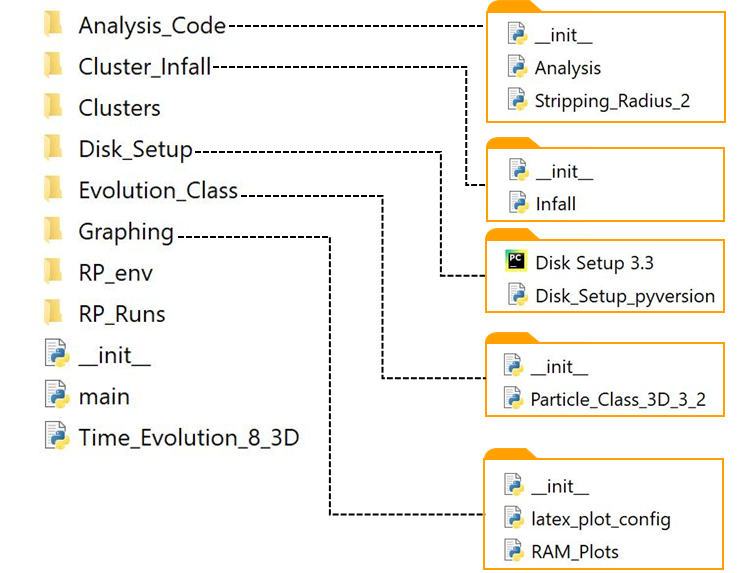 Analysis_Code
Cluster_Infall
Clusters
Disk_Setup
Evolution_Class
Graphing
RP_env
RP_Runs
__init__
main
Time_Evolution_8_3D
__init__
Analysis
Stripping_Radius_2
__init__
Infall
PC
Disk Setup 3.3
Disk_Setup_pyversion
__init__
Particle_Class_3D_3_2
__init__
latex_plot_config
RAM_Plots